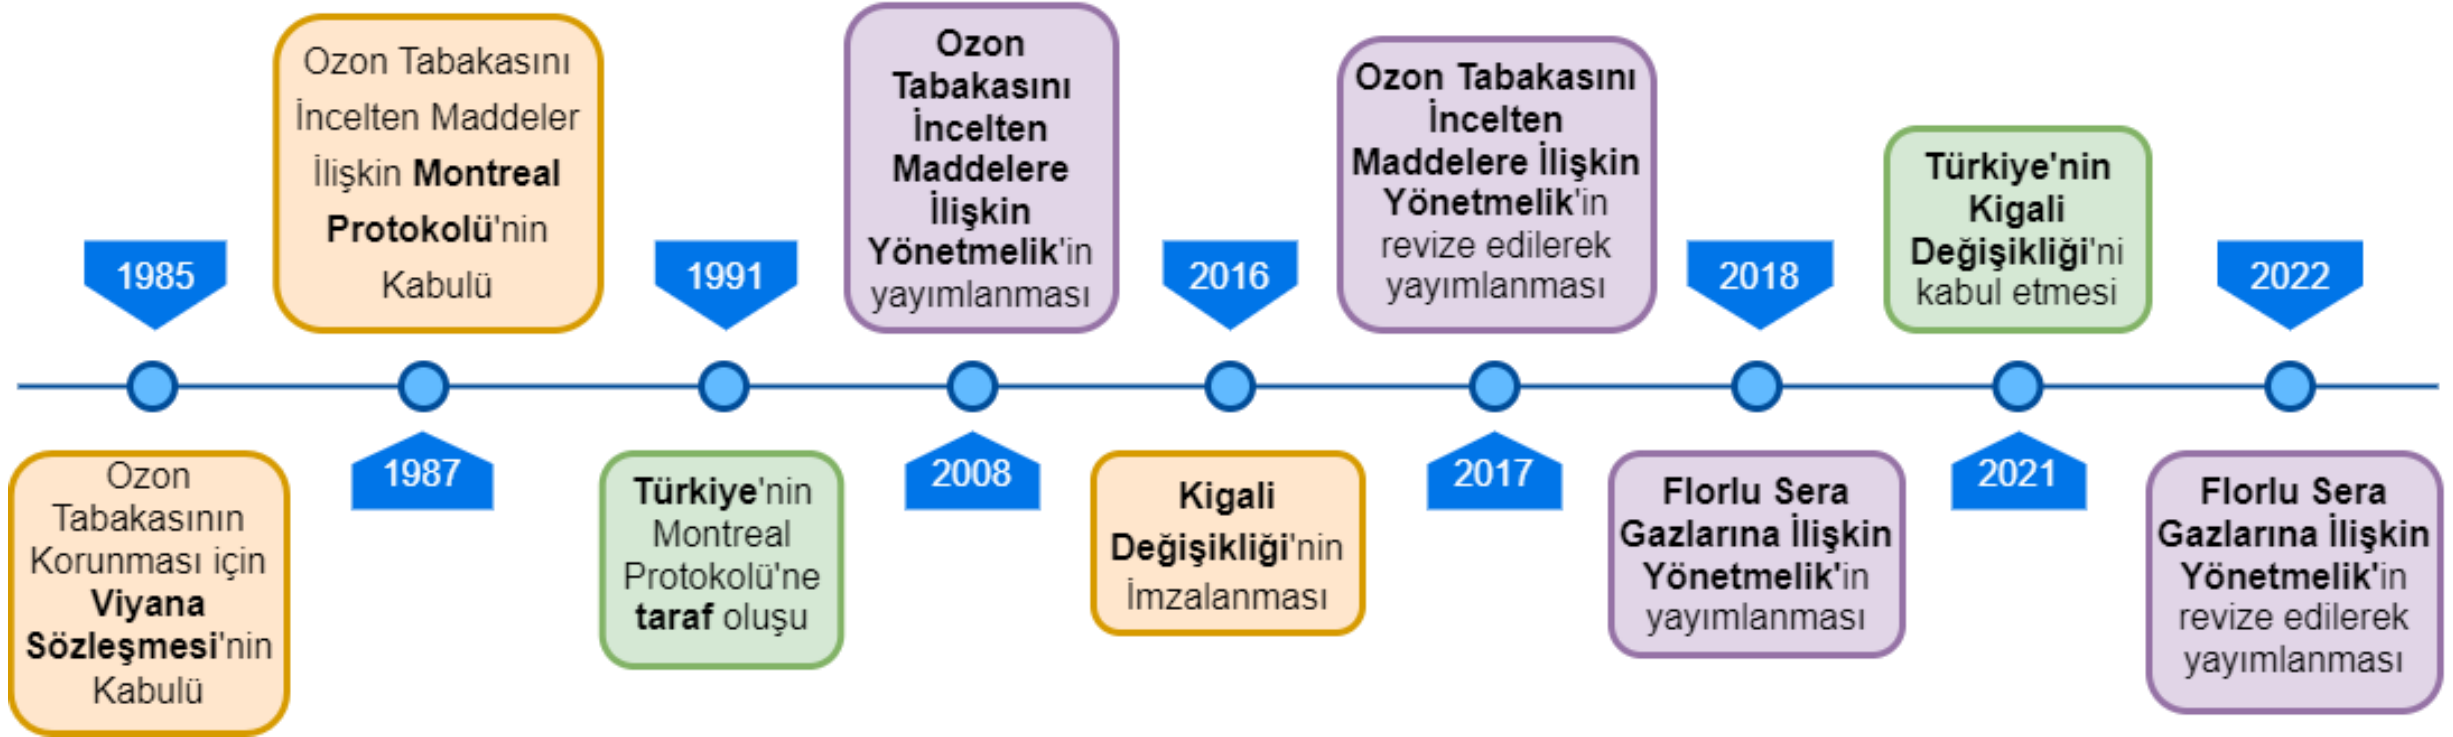 1985
Ozon
Tabakasının
Korunması için
Viyana
Sözleşmesi'nin
Kabulü
Ozon Tabakasını
İncelten Maddeler
İlişkin Montreal
Protokolü'nin
Kabulü
1987
1991
Türkiye'nin
Montreal
Protokolü'ne
taraf oluşu
Ozon
Tabakasını
İncelten
Maddelere
İlişkin
Yönetmelik'in
yayımlanması
2008
2016
Kigali
Değişikliği'nin
İmzalanması
Ozon Tabakasını
İncelten
Maddelere İlişkin
Yönetmelik'in
revize edilerek
yayımlanması
2017
2018
Florlu Sera
Gazlarına İlişkin
Yönetmelik'in
yayımlanması
Türkiye'nin
Kigali
Değişikliği'ni
kabul etmesi
2021
2022
Florlu Sera
Gazlarına İlişkin
Yönetmelik'in
revize edilerek
yayımlanması